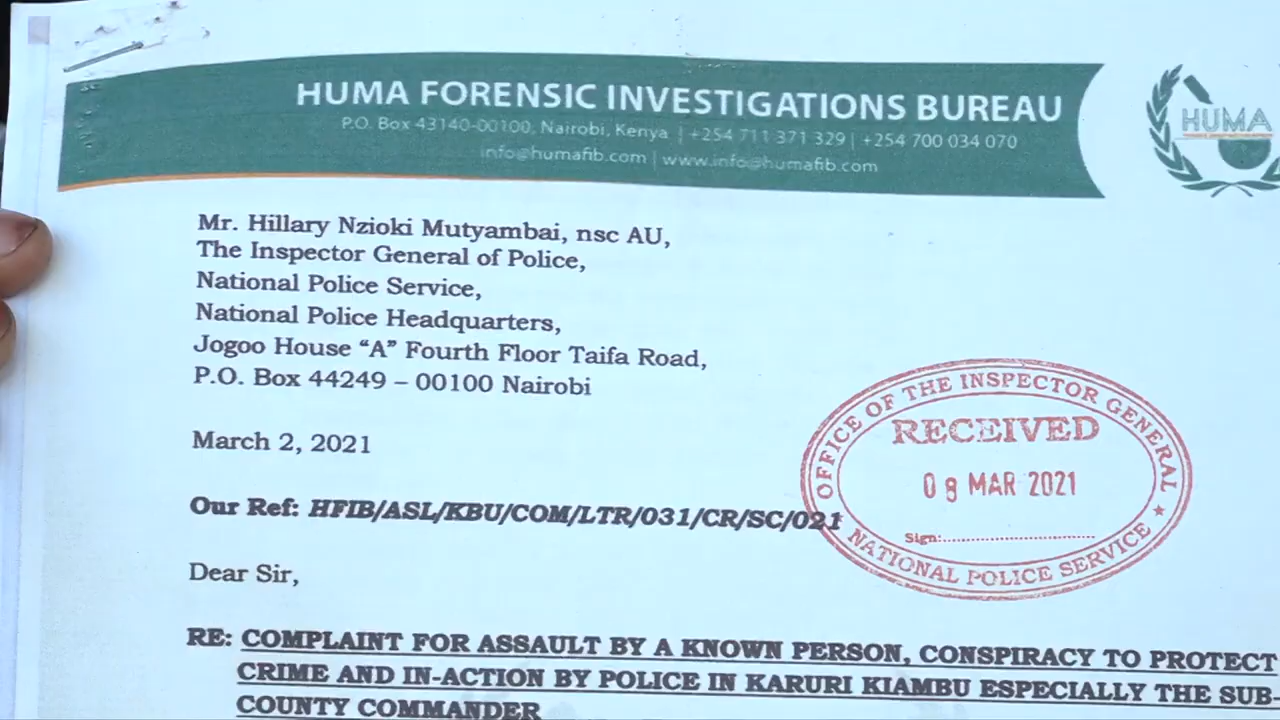 HUMA FORENSIC INVESTIGATIONS BUREAU
P.O. Box 43140-00100, Nairobi, Kenya | +254 711 371 329 | +254 700 034 070
info@humafib.com | www.info@humafib.com
HUMA
Mr. Hillary Nzioki Mutyambai, nsc AU,
The Inspector General of Police,
National Police Service,
National Police Headquarters,
Jogoo House “A” Fourth Floor Taifa Road,
P.O. Box 44249 – 00100 Nairobi
March 2, 2021
OFFICE OF THE INSPECTOR GENERAL
RECEIVED
08 MAR 2021
Sign:
NATIONAL POLICE SERVICE
Our Ref: HFIB/ASL/KBU/COM/LTR/031/CR/SC/021
Dear Sir,
RE: COMPLAINT FOR ASSAULT BY A KNOWN PERSON, CONSPIRACY TO PROTECT
CRIME AND IN-ACTION BY POLICE IN KARURI KIAMBU ESPECIALLY THE SUB-
COUNTY COMMANDER